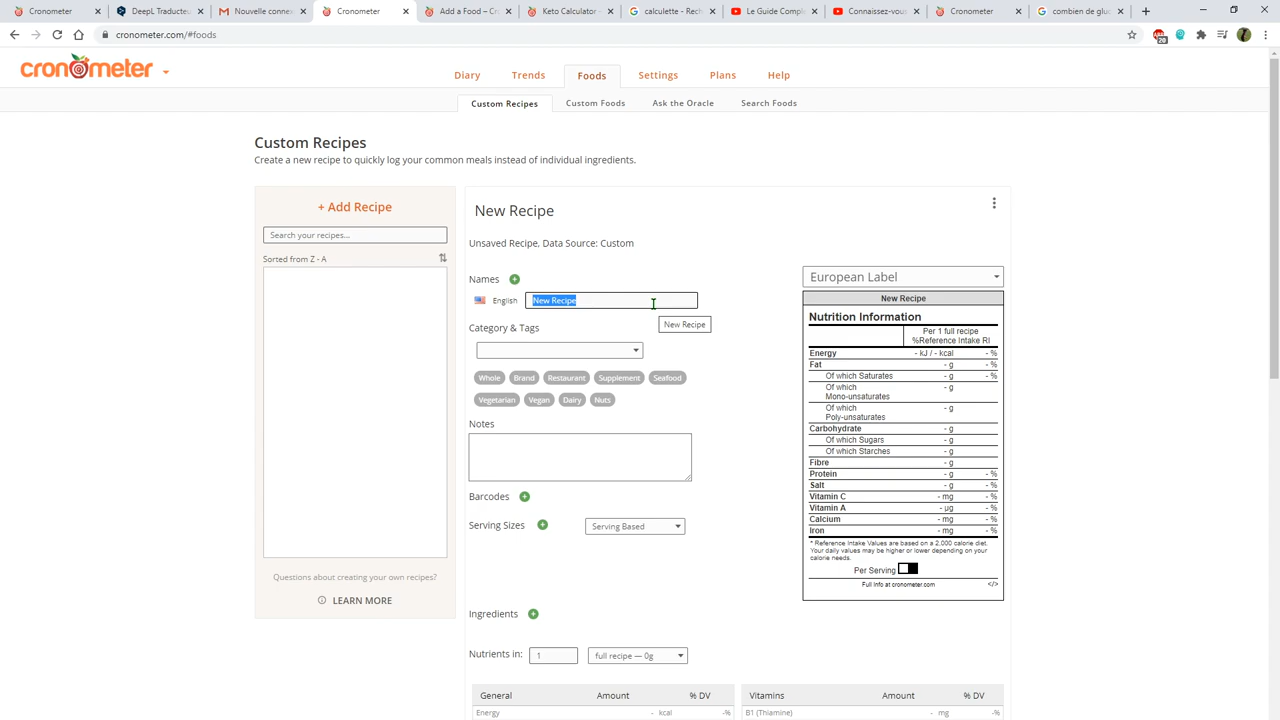 Cronometer
DeepL Traducteu
Nouvelle connex
Cronometer
Add a Food – Cro
Keto Calculator -
calculette - Rech
Le Guide Comple
Connaissez-vous
Cronometer
combien de gluc
cronometer.com/#foods
cronometer
Diary
Trends
Foods
Settings
Plans
Help
Custom Recipes
Custom Foods
Ask the Oracle
Search Foods
Custom Recipes
Create a new recipe to quickly log your common meals instead of individual ingredients.
+ Add Recipe
Search your recipes...
Sorted from Z - A
Questions about creating your own recipes?
LEARN MORE
New Recipe
Unsaved Recipe, Data Source: Custom
Names
English New Recipe
New Recipe
Category & Tags
Whole Brand Restaurant Supplement Seafood
Vegetarian Vegan Dairy Nuts
Notes
Barcodes
Serving Sizes Serving Based
Ingredients
Nutrients in: 1 full recipe — 0g
General Amount % DV
Energy - kcal -%
Vitamins Amount % DV
B1 (Thiamine) - mg -%
European Label
New Recipe
Nutrition Information
Per 1 full recipe
%Reference Intake RI
Energy - kJ / - kcal - %
Fat - g - %
Of which Saturates - g - %
Of which - g
Mono-unsaturates
Of which - g
Poly-unsaturates
Carbohydrate - g
Of which Sugars - g
Of which Starches - g
Fibre - g
Protein - g - %
Salt - g - %
Vitamin C - mg - %
Vitamin A - µg - %
Calcium - mg - %
Iron - mg - %
* Reference Intake Values are based on a 2,000 calorie diet.
Your daily values may be higher or lower depending on your
calorie needs.
Per Serving
Full Info at cronometer.com </>